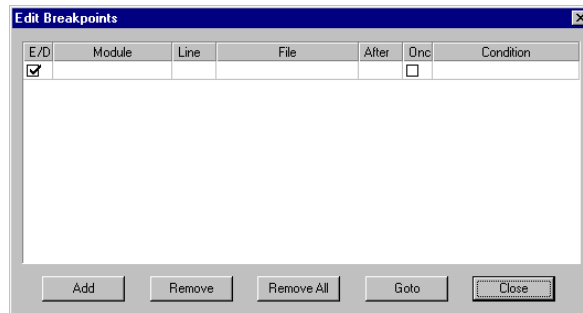 Edit Breakpoints
E/D Module Line File After Onc Condition
Add Remove Remove All Goto Close